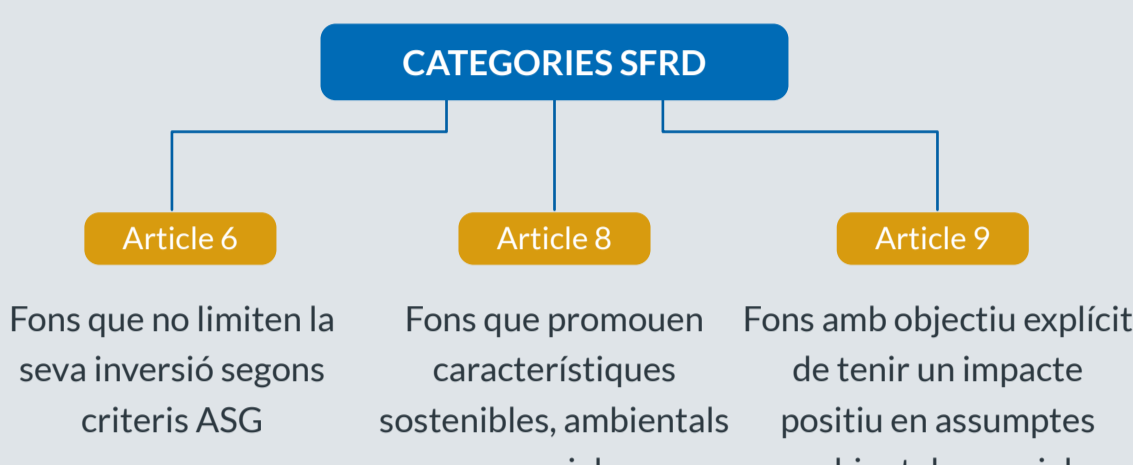 CATEGORIES SFRD
Article 6
Fons que no limiten la
seva inversió segons
criteris ASG
Article 8
Fons que promouen
característiques
sostenibles, ambientals
Article 9
Fons amb objectiu explícit
de tenir un impacte
positiu en assumptes